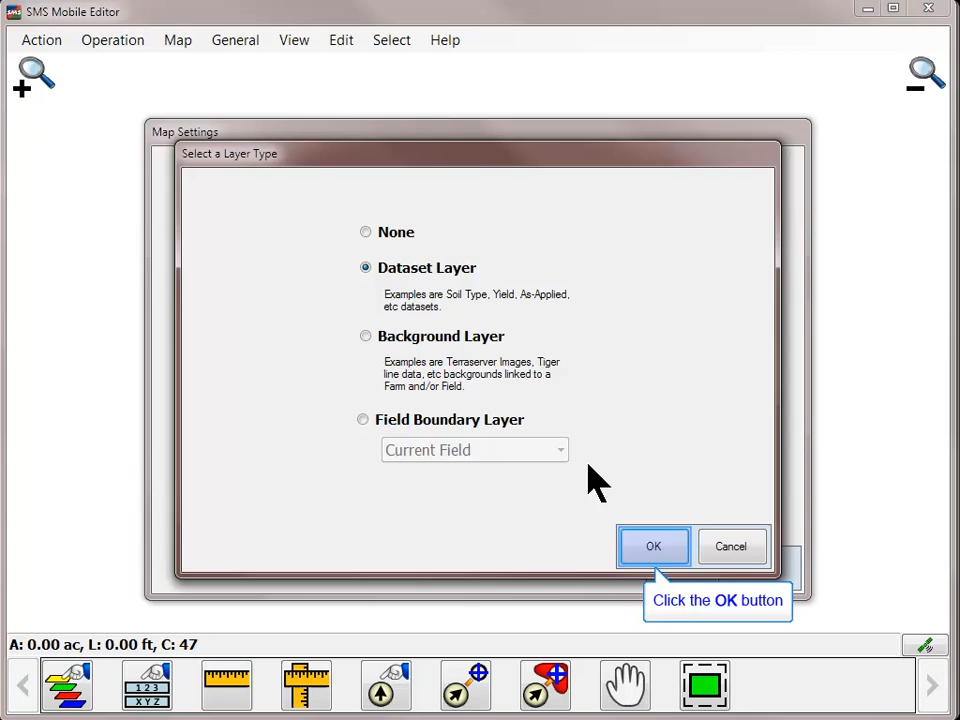 SMS Mobile Editor
Action Operation Map General View Edit Select Help
Map Settings
Select a Layer Type
None
Dataset Layer
Examples are Soil Type, Yield, As-Applied,
etc datasets.
Background Layer
Examples are Terraserver Images, Tiger
line data, etc backgrounds linked to a
Farm and/or Field.
Field Boundary Layer
Current Field
OK Cancel
Click the OK button
A: 0.00 ac, L: 0.00 ft, C: 47
1 2 3
X Y Z